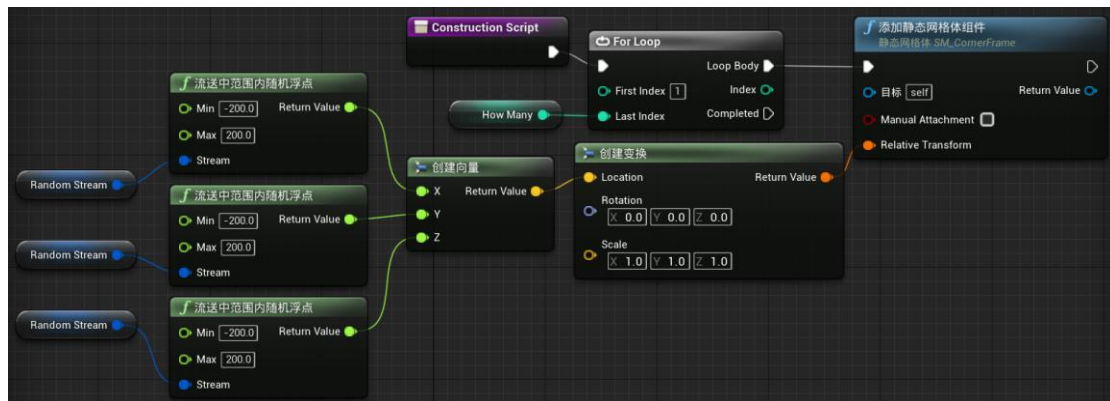 Construction Script
For Loop
Loop Body
First Index 1
Index
Last Index
Completed
How Many
添加静态网格体组件
静态网格体 SM_CornerFrame
目标 self
Return Value
Manual Attachment
Relative Transform
流送中范围内随机浮点
Min -200.0
Return Value
Max 200.0
Stream
Random Stream
流送中范围内随机浮点
Min -200.0
Return Value
Max 200.0
Stream
Random Stream
流送中范围内随机浮点
Min -200.0
Return Value
Max 200.0
Stream
Random Stream
创建向量
X
Return Value
Y
Z
创建变换
Location
Return Value
Rotation
X 0.0 Y 0.0 Z 0.0
Scale
X 1.0 Y 1.0 Z 1.0